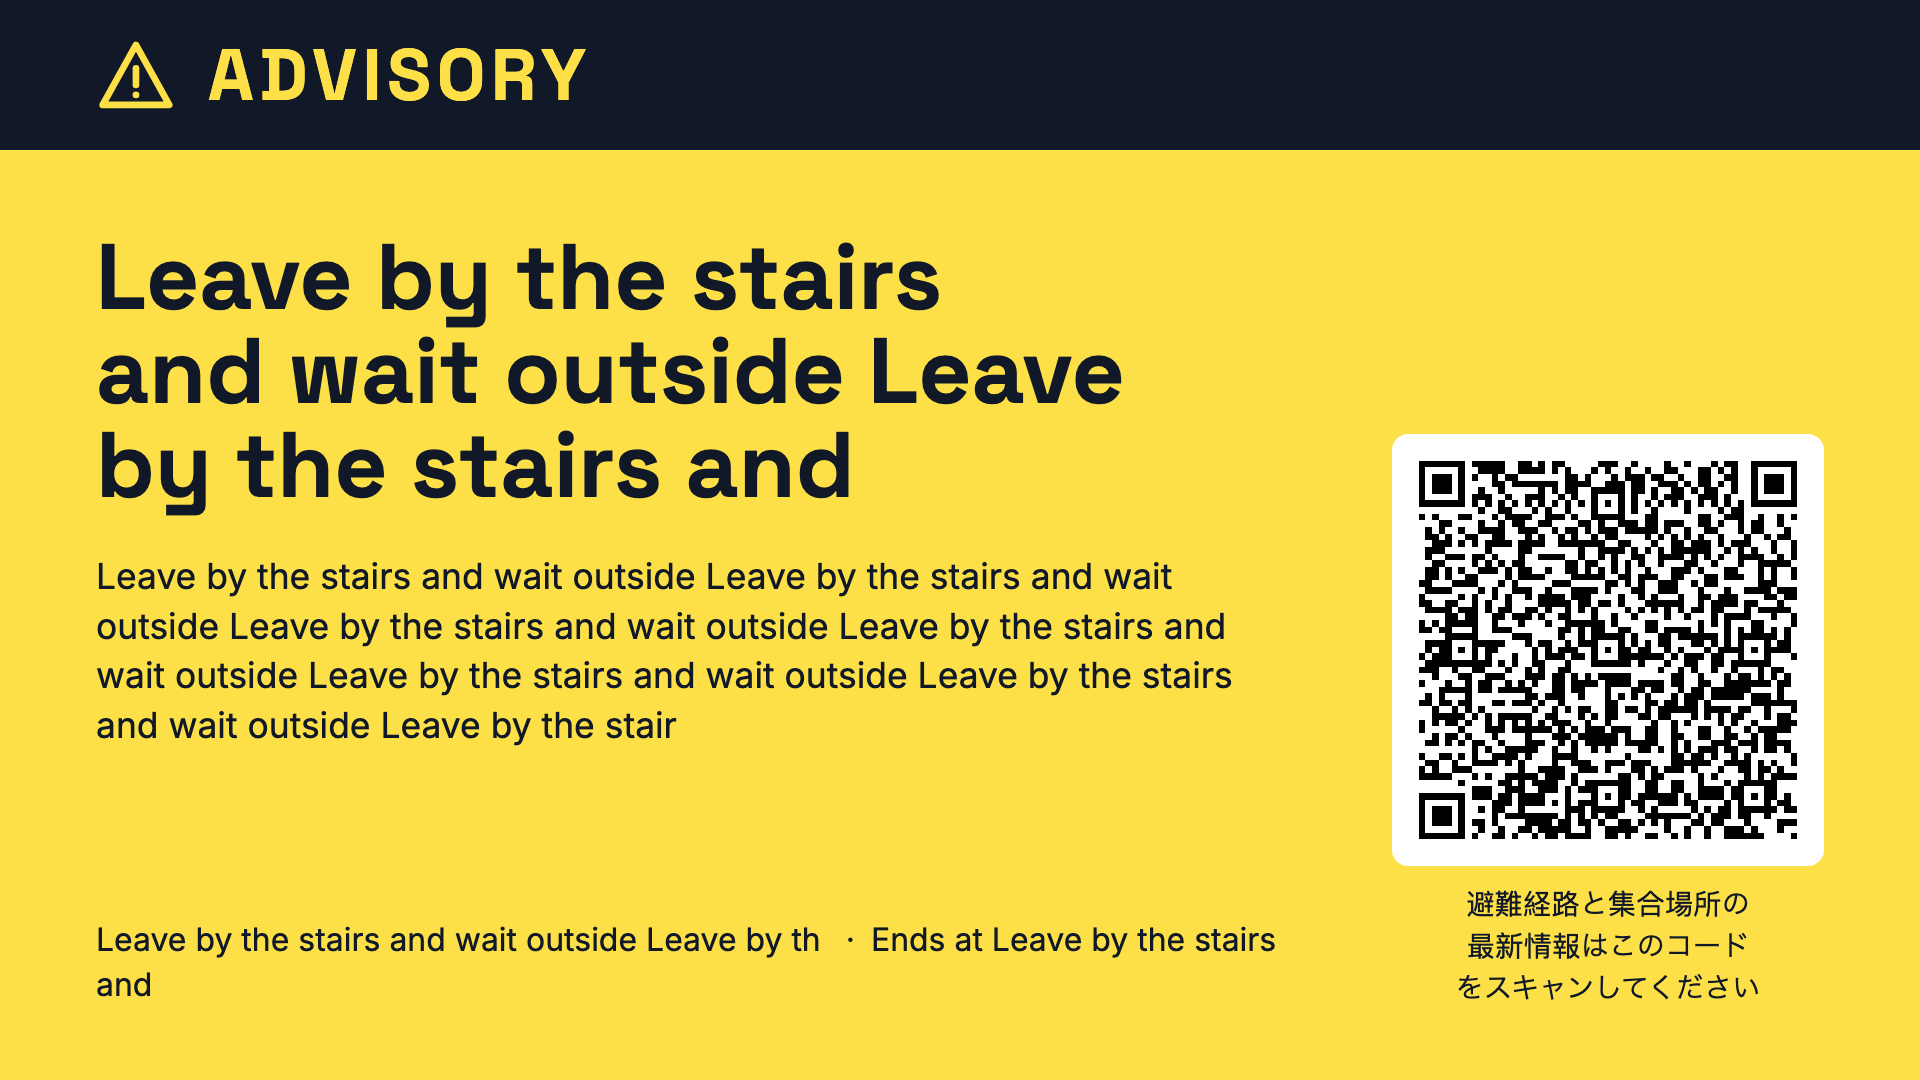 ADVISORY
Leave by the stairs
and wait outside Leave
by the stairs and
Leave by the stairs and wait outside Leave by the stairs and wait
outside Leave by the stairs and wait outside Leave by the stairs and
wait outside Leave by the stairs and wait outside Leave by the stairs
and wait outside Leave by the stair
Leave by the stairs and wait outside Leave by th · Ends at Leave by the stairs
and
避難経路と集合場所の
最新情報はこのコード
をスキャンしてください